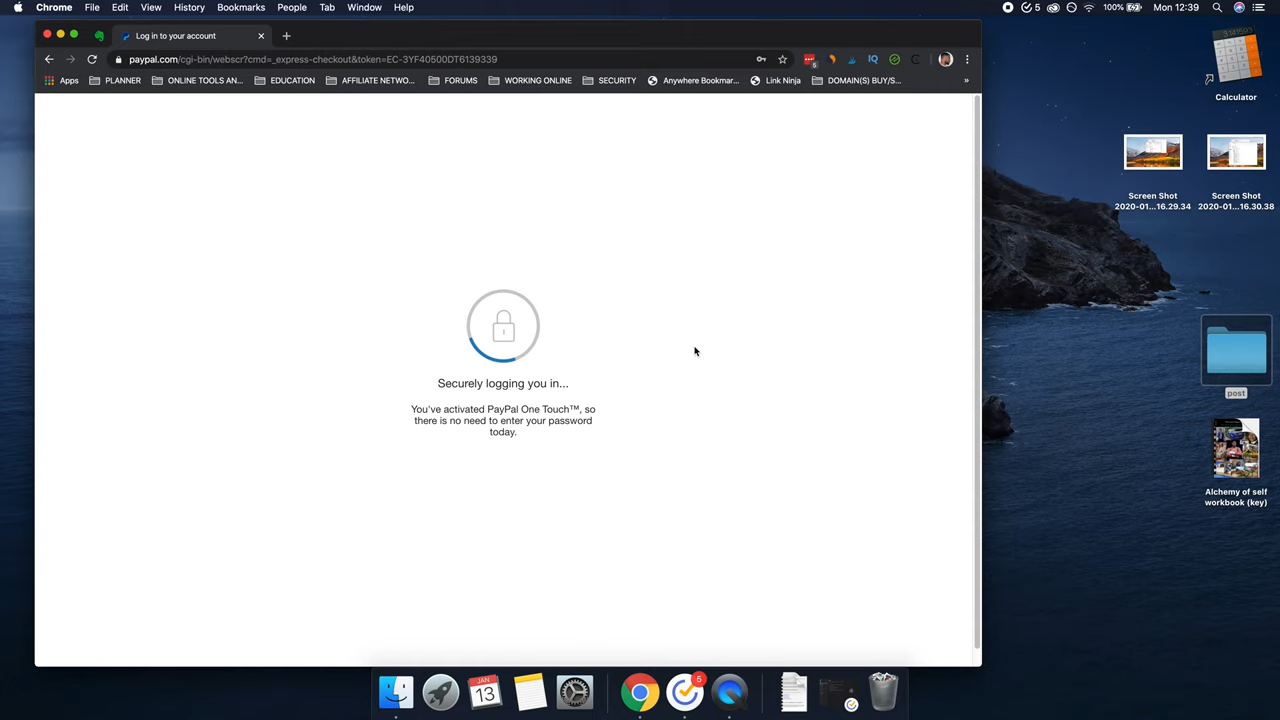 Chrome File Edit View History Bookmarks People Tab Window Help
5 100% Mon 12:39
Log in to your account
paypal.com/cgi-bin/webscr?cmd=_express-checkout&token=EC-3YF40500DT6139339
5 IQ
Apps PLANNER ONLINE TOOLS AN... EDUCATION AFFILIATE NETWO... FORUMS WORKING ONLINE SECURITY Anywhere Bookmar... Link Ninja DOMAIN(S) BUY/S... »
Calculator
Screen Shot
2020-01...16.29.34
Screen Shot
2020-01...16.30.38
Securely logging you in...
You've activated PayPal One Touch™, so
there is no need to enter your password
today.
post
Alchemy of self
workbook (key)
JAN
13
5